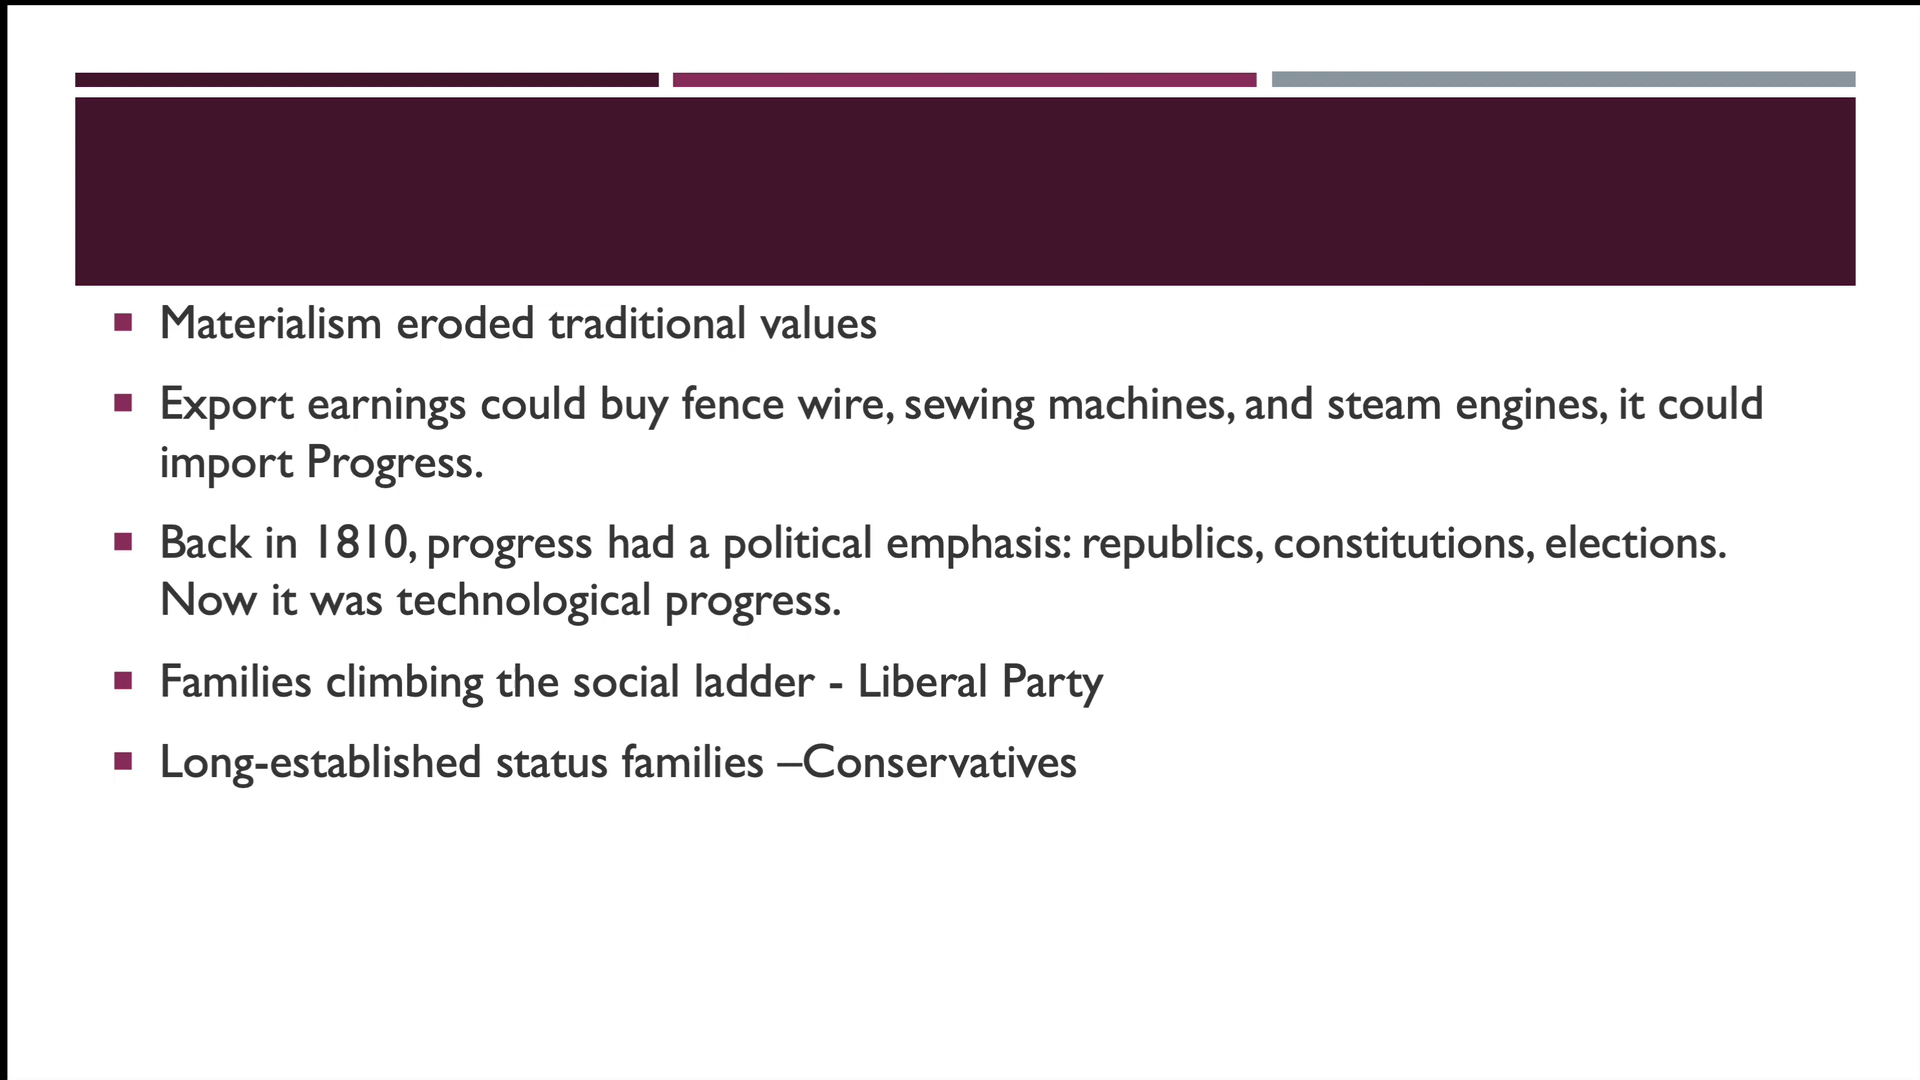 Materialism eroded traditional values
Export earnings could buy fence wire, sewing machines, and steam engines, it could
import Progress.
Back in 1810, progress had a political emphasis: republics, constitutions, elections.
Now it was technological progress.
Families climbing the social ladder - Liberal Party
Long-established status families –Conservatives